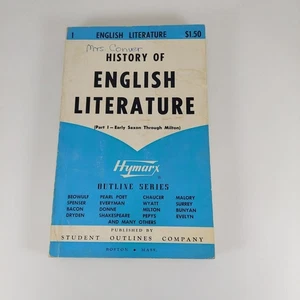 1 ENGLISH LITERATURE $1.50
Mrs. Conver
HISTORY OF
ENGLISH
LITERATURE
(Part I - Early Saxon Through Milton)
Hymarx
OUTLINE SERIES
BEOWULF PEARL POET CHAUCER MALORY
SPENSER EVERYMAN WYATT SURREY
BACON DONNE MILTON BUNYAN
DRYDEN SHAKESPEARE PEPYS EVELYN
AND MANY OTHERS
PUBLISHED BY
STUDENT OUTLINES COMPANY
BOSTON • MASS.